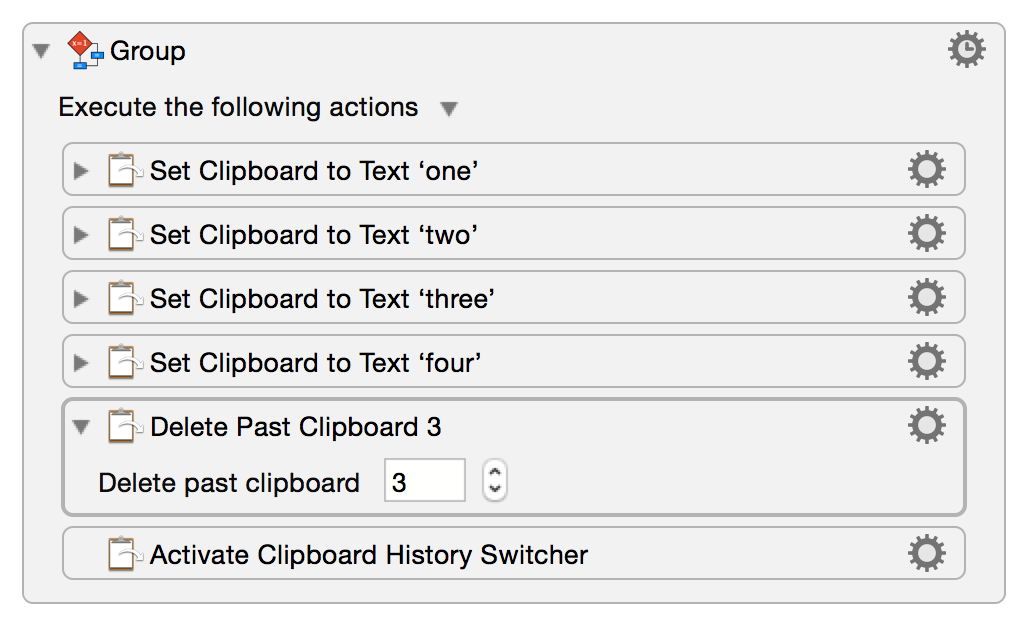 Group
Execute the following actions
Set Clipboard to Text ‘one’
Set Clipboard to Text ‘two’
Set Clipboard to Text ‘three’
Set Clipboard to Text ‘four’
Delete Past Clipboard 3
Delete past clipboard 3
Activate Clipboard History Switcher